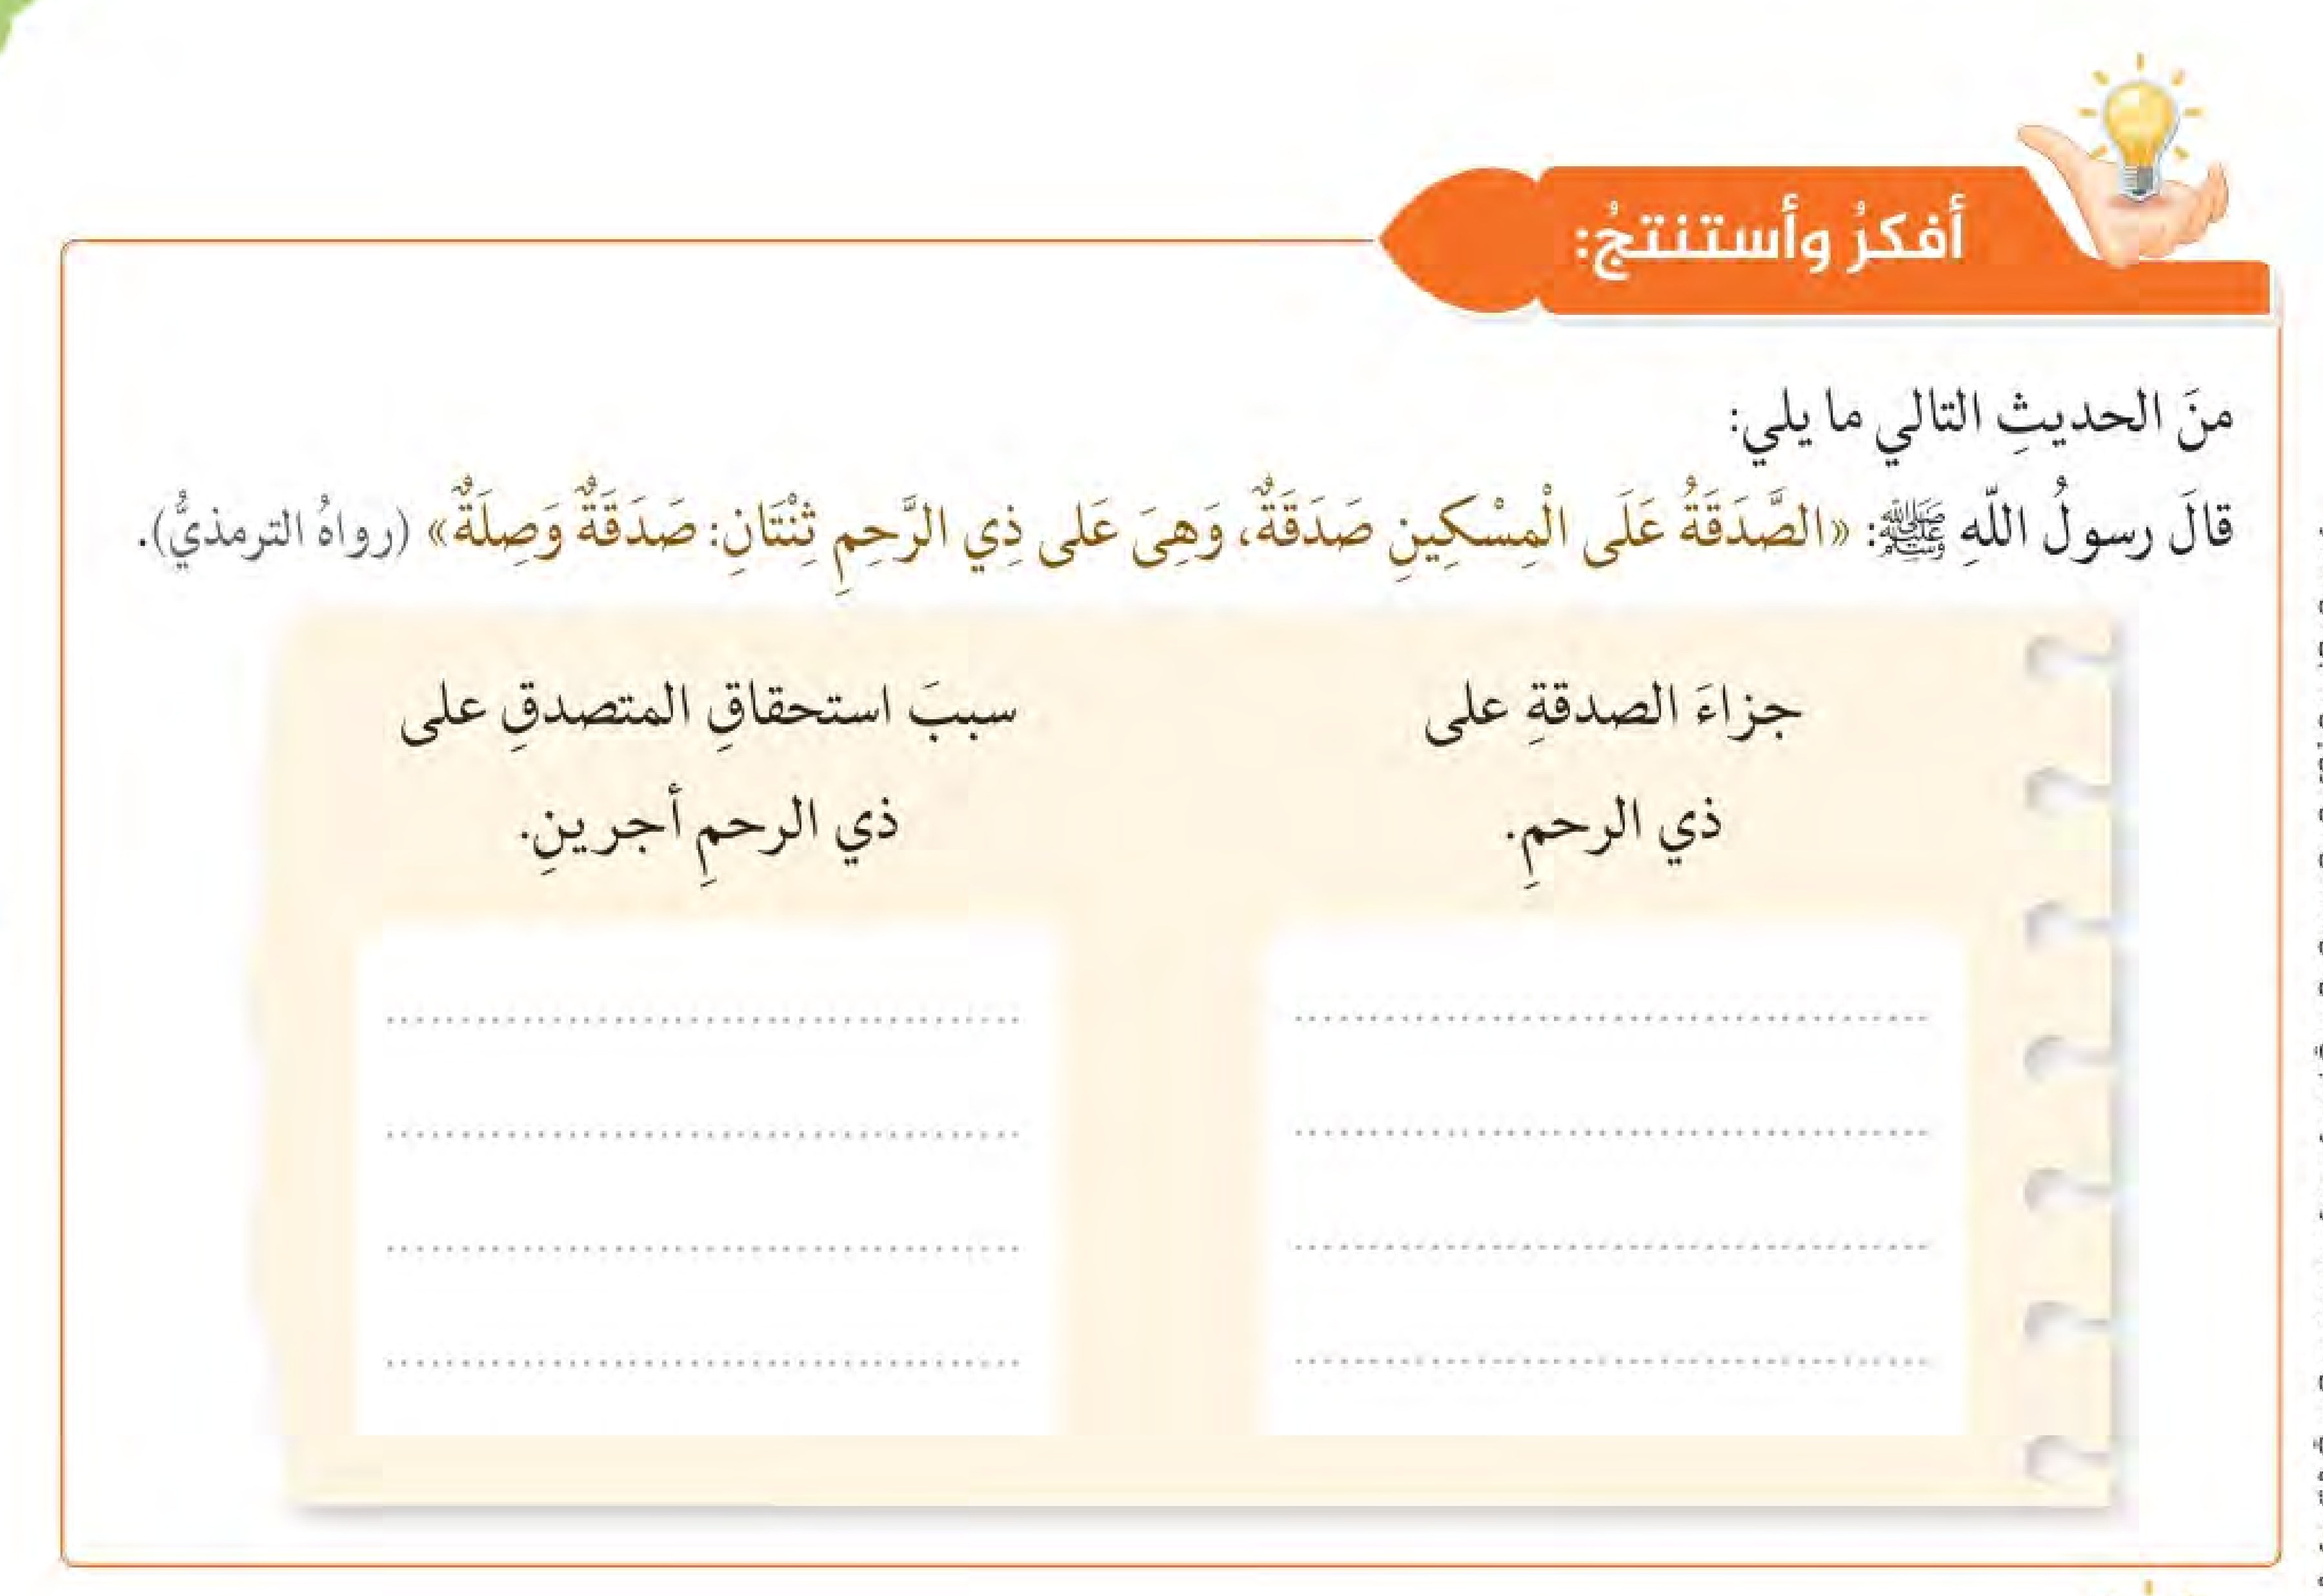 أفكرُ وأستنتجُ:
منَ الحديثِ التالي ما يلي:
قالَ رسولُ اللّهِ ﷺ: «الصَّدَقَةُ عَلَى الْمِسْكِينِ صَدَقَةٌ، وَهِىَ عَلى ذِي الرَّحِمِ ثِنْتَانِ: صَدَقَةٌ وَصِلَةٌ» (رواهُ الترمذيُّ).
جزاءَ الصدقةِ على
ذي الرحمِ.
سببَ استحقاقِ المتصدقِ على
ذي الرحمِ أجرينِ.